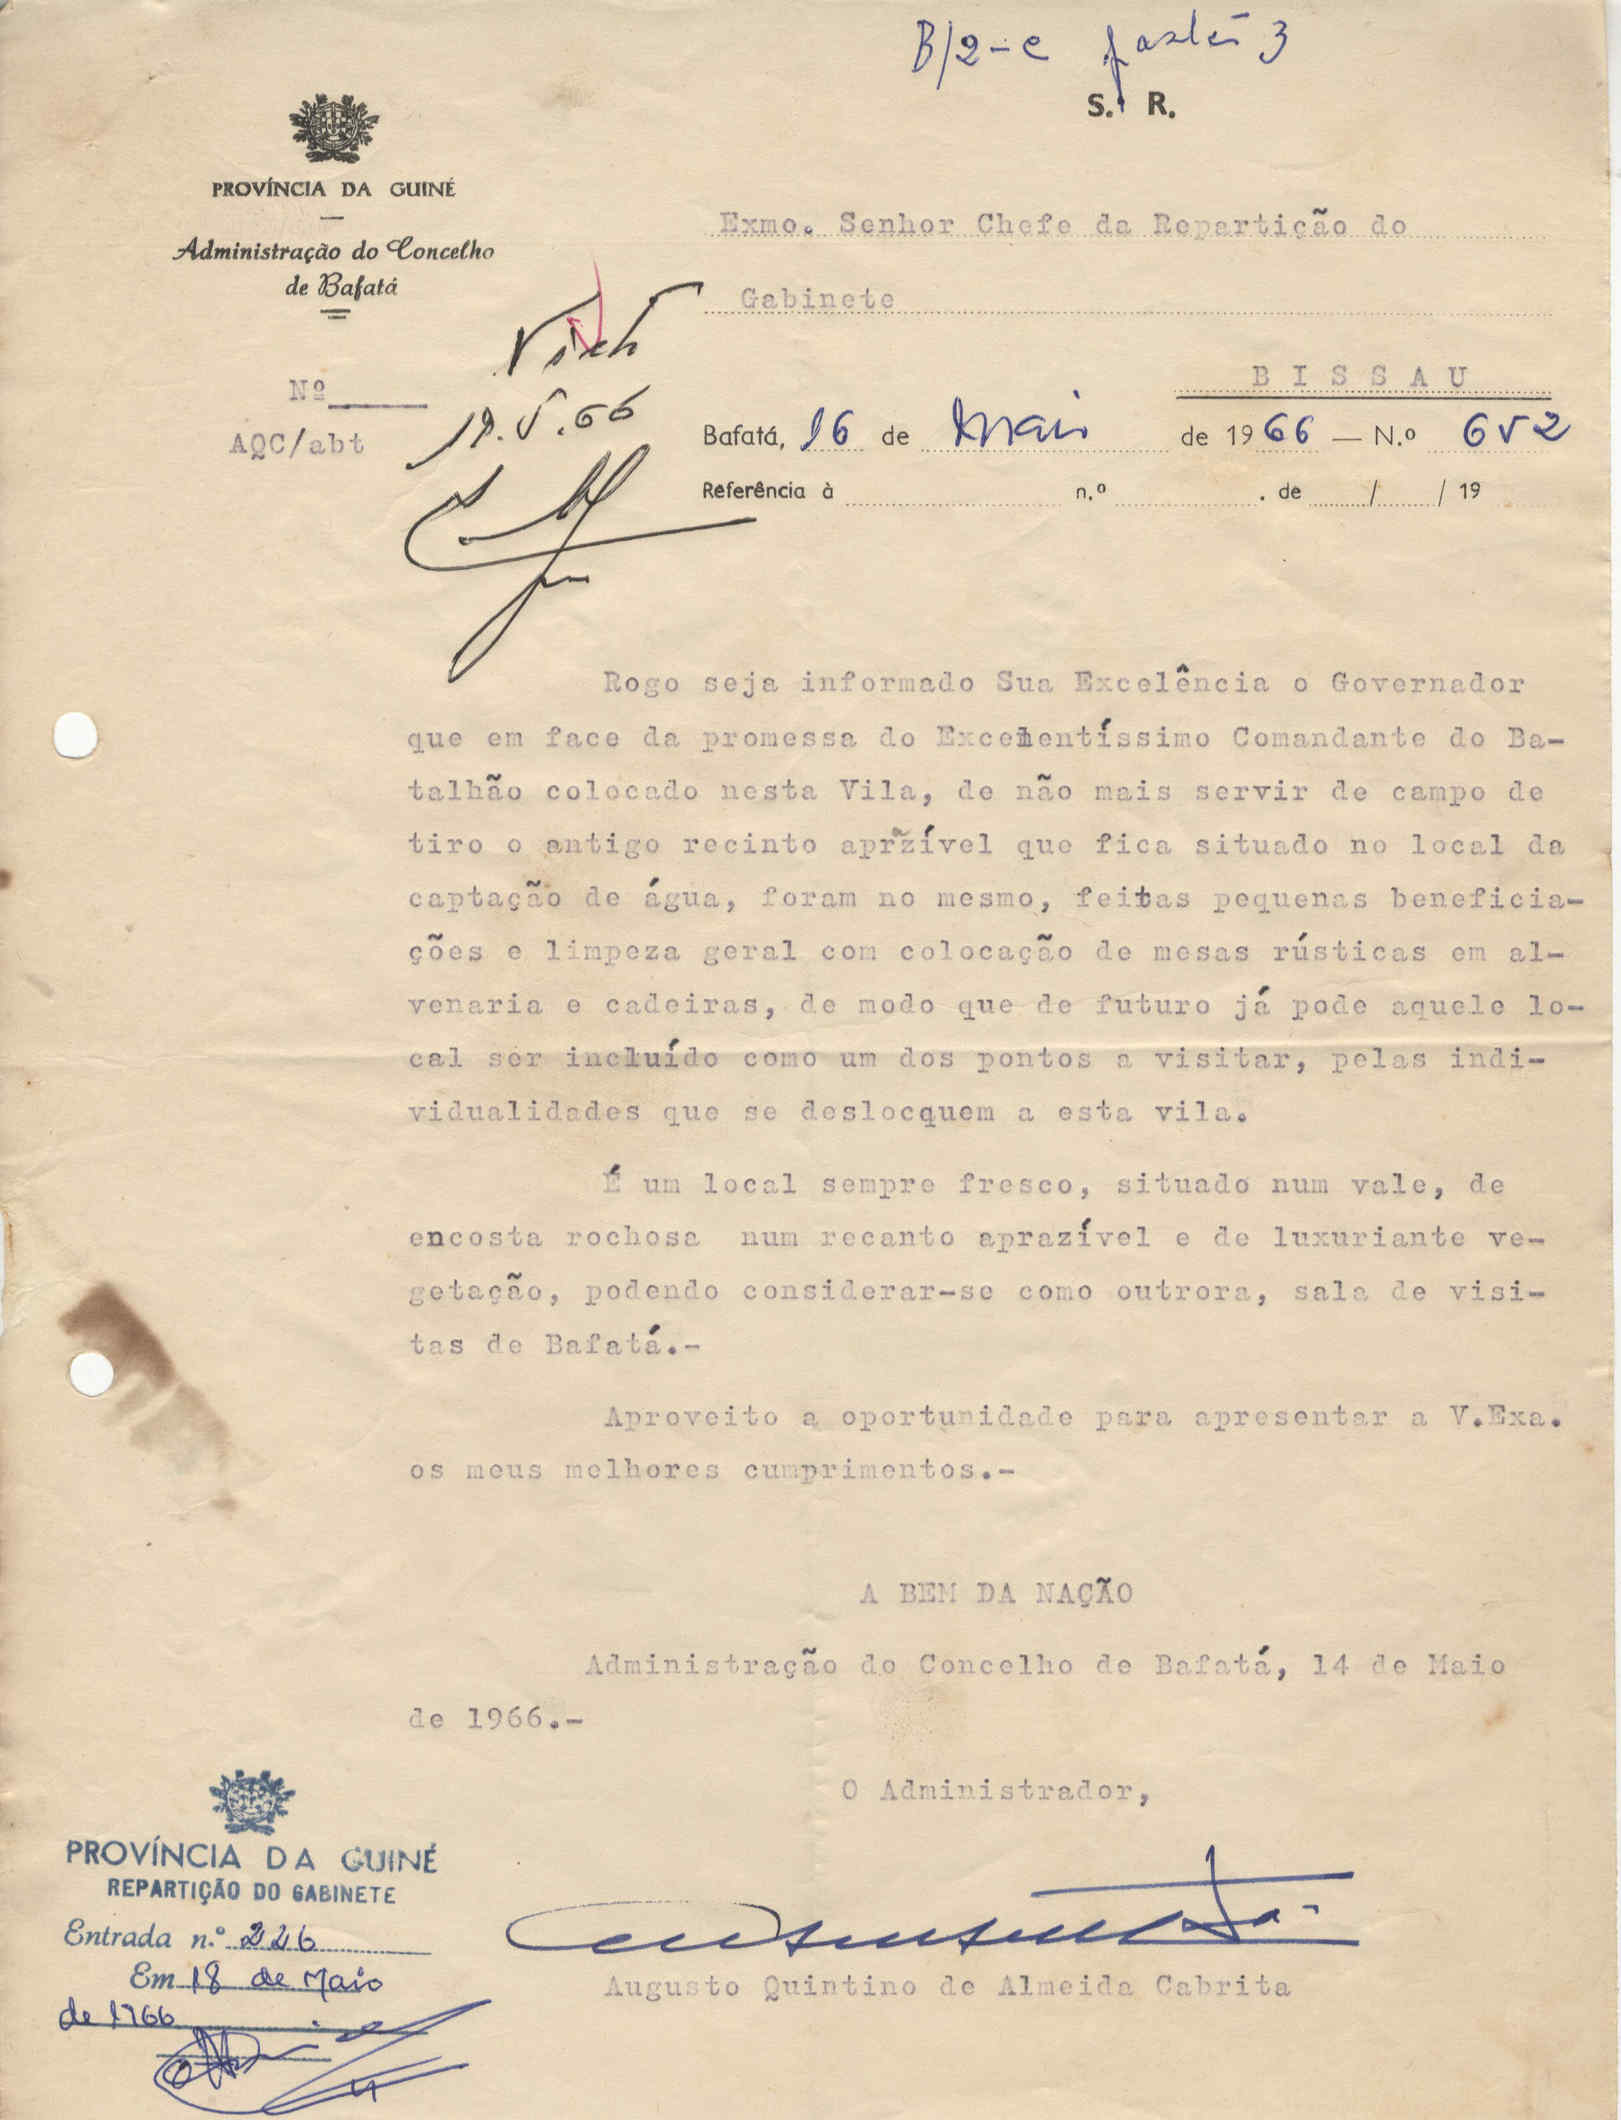 B/2-c pasta 3
S. R.
PROVÍNCIA DA GUINÉ
Administração do Concelho
de Bafatá
Exmo. Senhor Chefe da Repartição do
Gabinete
BISSAU
Visto
19.5.66
Nº
AQC/abt
Bafatá, 16 de Maio de 1966 — N.º 652
Referência à n.º . de / / 19
Rogo seja informado Sua Excelência o Governador
que em face da promessa do Excelentíssimo Comandante do Ba-
talhão colocado nesta Vila, de não mais servir de campo de
tiro o antigo recinto aprazível que fica situado no local da
captação de água, foram no mesmo, feitas pequenas beneficia-
ções e limpeza geral com colocação de mesas rústicas em al-
venaria e cadeiras, de modo que de futuro já pode aquele lo-
cal ser incluído como um dos pontos a visitar, pelas indi-
vidualidades que se deslocquem a esta vila.
É um local sempre fresco, situado num vale, de
encosta rochosa num recanto aprazível e de luxuriante ve-
getação, podendo considerar-se como outrora, sala de visi-
tas de Bafatá.-
Aproveito a oportunidade para apresentar a V.Exa.
os meus melhores cumprimentos.-
A BEM DA NAÇÃO
Administração do Concelho de Bafatá, 14 de Maio
de 1966.-
O Administrador,
Augusto Quintino de Almeida Cabrita
PROVÍNCIA DA GUINÉ
REPARTIÇÃO DO GABINETE
Entrada n.º 226
Em 18 de Maio
de 1966